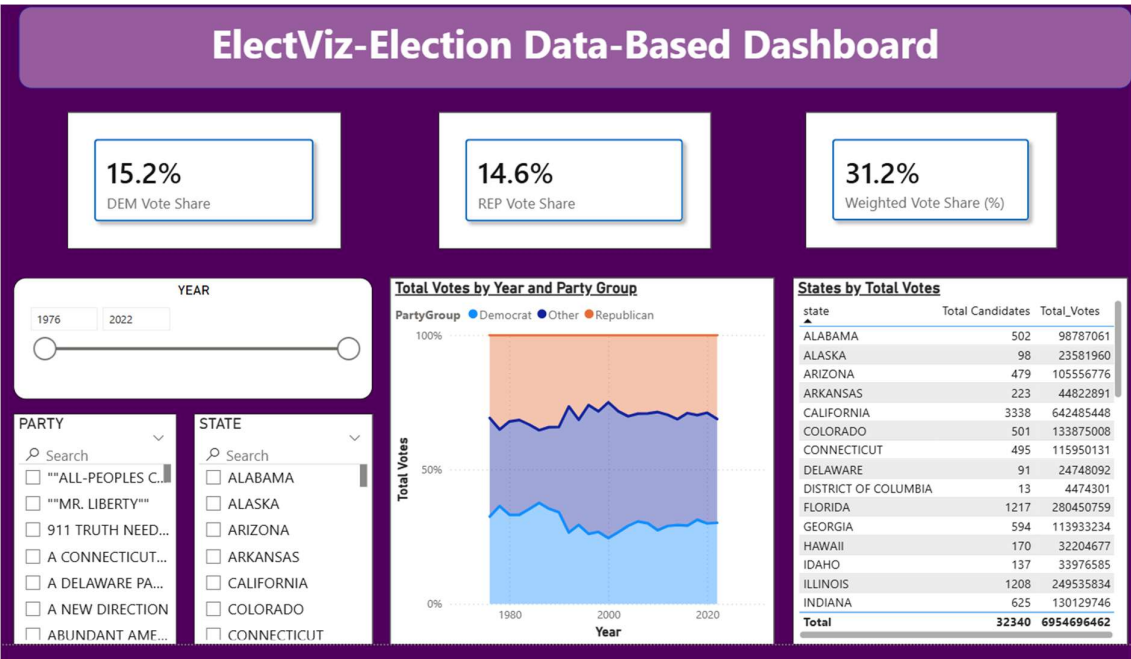 ElectViz-Election Data-Based Dashboard
15.2%
DEM Vote Share
14.6%
REP Vote Share
31.2%
Weighted Vote Share (%)
YEAR
1976 2022
PARTY
Search
""ALL-PEOPLES C...
""MR. LIBERTY""
911 TRUTH NEED...
A CONNECTICUT...
A DELAWARE PA...
A NEW DIRECTION
ABUNDANT AME...
STATE
Search
ALABAMA
ALASKA
ARIZONA
ARKANSAS
CALIFORNIA
COLORADO
CONNECTICUT
Total Votes by Year and Party Group
PartyGroup Democrat Other Republican
Total Votes
100%
50%
0%
1980 2000 2020
Year
States by Total Votes
state Total Candidates Total_Votes
ALABAMA 502 98787061
ALASKA 98 23581960
ARIZONA 479 105556776
ARKANSAS 223 44822891
CALIFORNIA 3338 642485448
COLORADO 501 133875008
CONNECTICUT 495 115950131
DELAWARE 91 24748092
DISTRICT OF COLUMBIA 13 4474301
FLORIDA 1217 280450759
GEORGIA 594 113933234
HAWAII 170 32204677
IDAHO 137 33976585
ILLINOIS 1208 249535834
INDIANA 625 130129746
Total 32340 6954696462